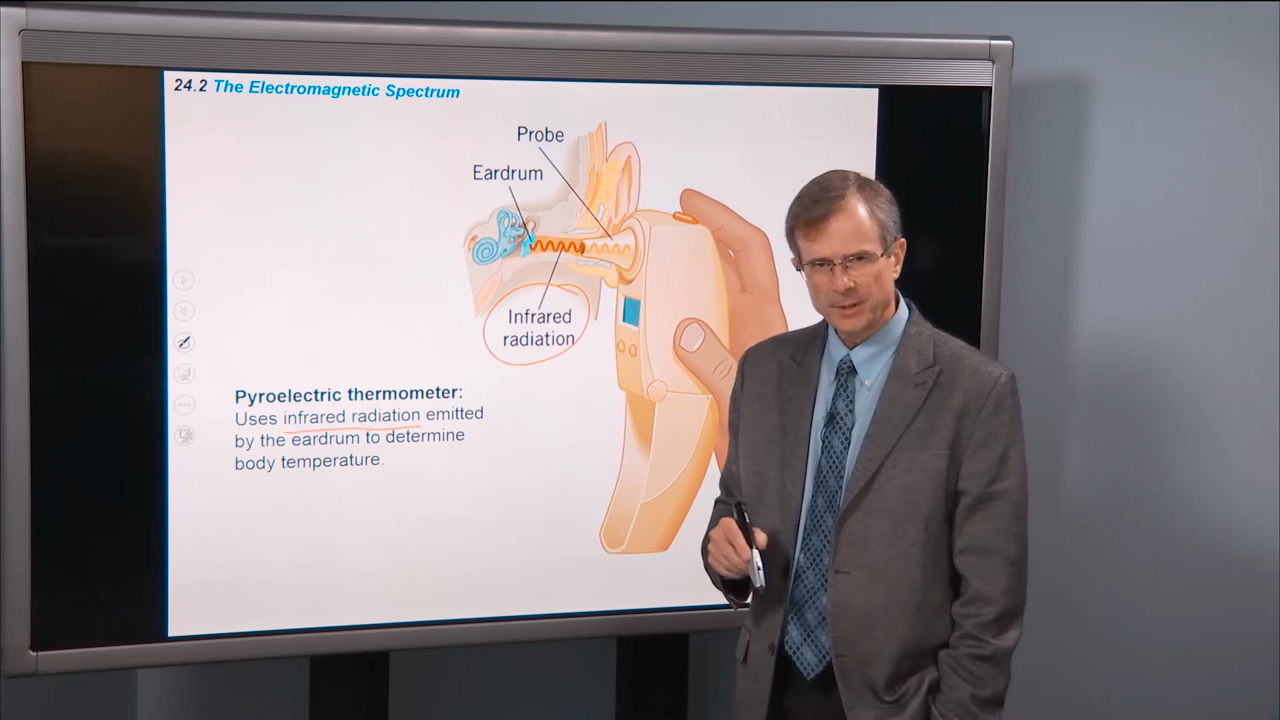 24.2 The Electromagnetic Spectrum
Probe
Eardrum
Infrared
radiation
Pyroelectric thermometer:
Uses infrared radiation emitted
by the eardrum to determine
body temperature.